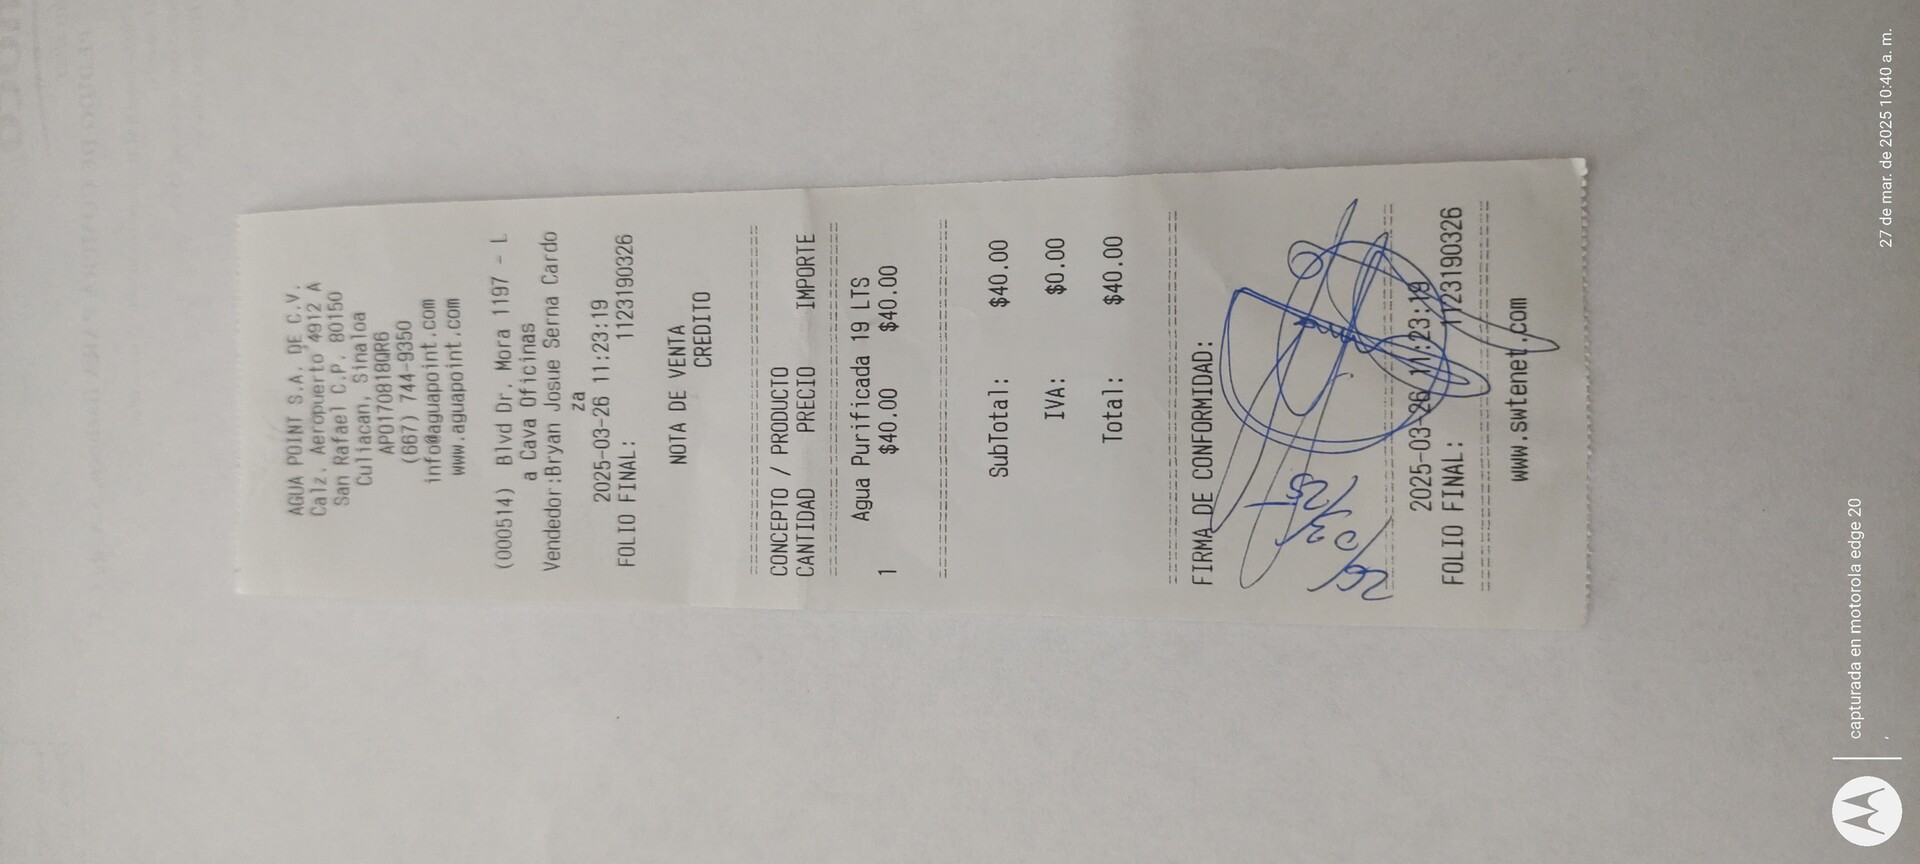 AGUA POINT S.A. DE C.V.
Calz. Aeropuerto 4912 A
San Rafael C.P. 80150
Culiacan, Sinaloa
APO170818QR6
(667) 744-9350
info@aguapoint.com
www.aguapoint.com
(000514) Blvd Dr. Mora 1197 - L
a Cava Oficinas
Vendedor:Bryan Josue Serna Cardo
za
2025-03-26 11:23:19
FOLIO FINAL: 1123190326
NOTA DE VENTA
CREDITO
CONCEPTO / PRODUCTO
CANTIDAD PRECIO IMPORTE
Agua Purificada 19 LTS
1 $40.00 $40.00
SubTotal: $40.00
IVA: $0.00
Total: $40.00
FIRMA DE CONFORMIDAD:
26/03/25
2025-03-26 11:23:19
FOLIO FINAL: 1123190326
www.swtenet.com
capturada en motorola edge 20
27 de mar. de 2025 10:40 a. m.